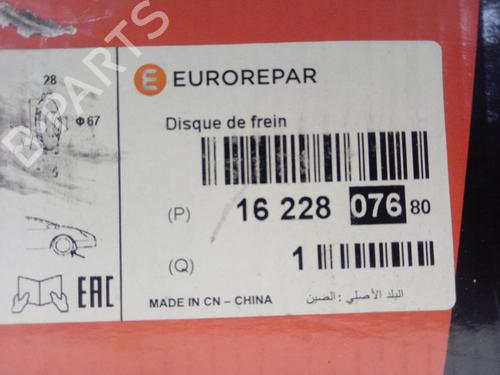 EUROREPAR
28
Φ67
Disque de frein
(P) 16 228 076 80
(Q) 1
EAC
MADE IN CN – CHINA
البلد الأصلي : الصين
B-PARTS